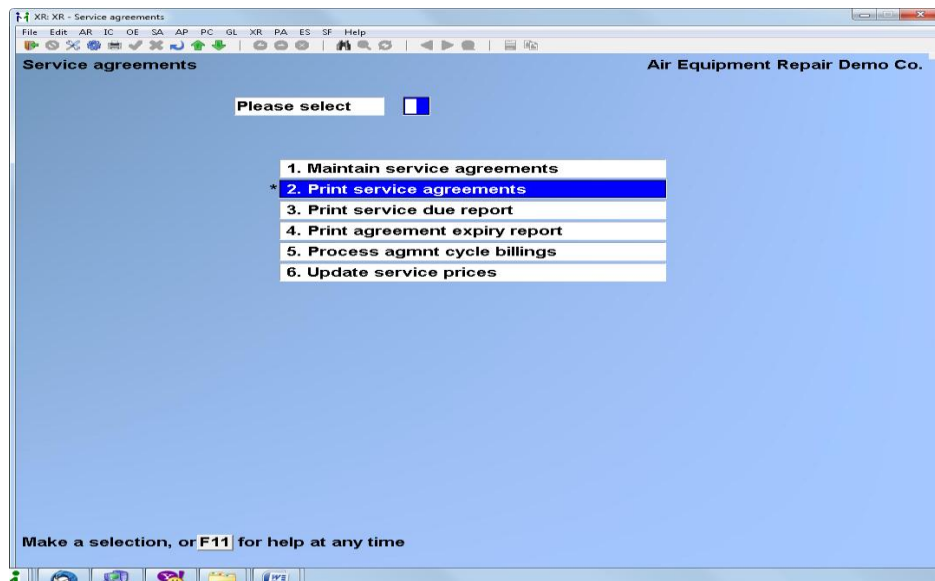 XR: XR - Service agreements
File Edit AR IC OE SA AP PC GL XR PA ES SF Help
Service agreements Air Equipment Repair Demo Co.
Please select
1. Maintain service agreements
* 2. Print service agreements
3. Print service due report
4. Print agreement expiry report
5. Process agmnt cycle billings
6. Update service prices
Make a selection, or F11 for help at any time